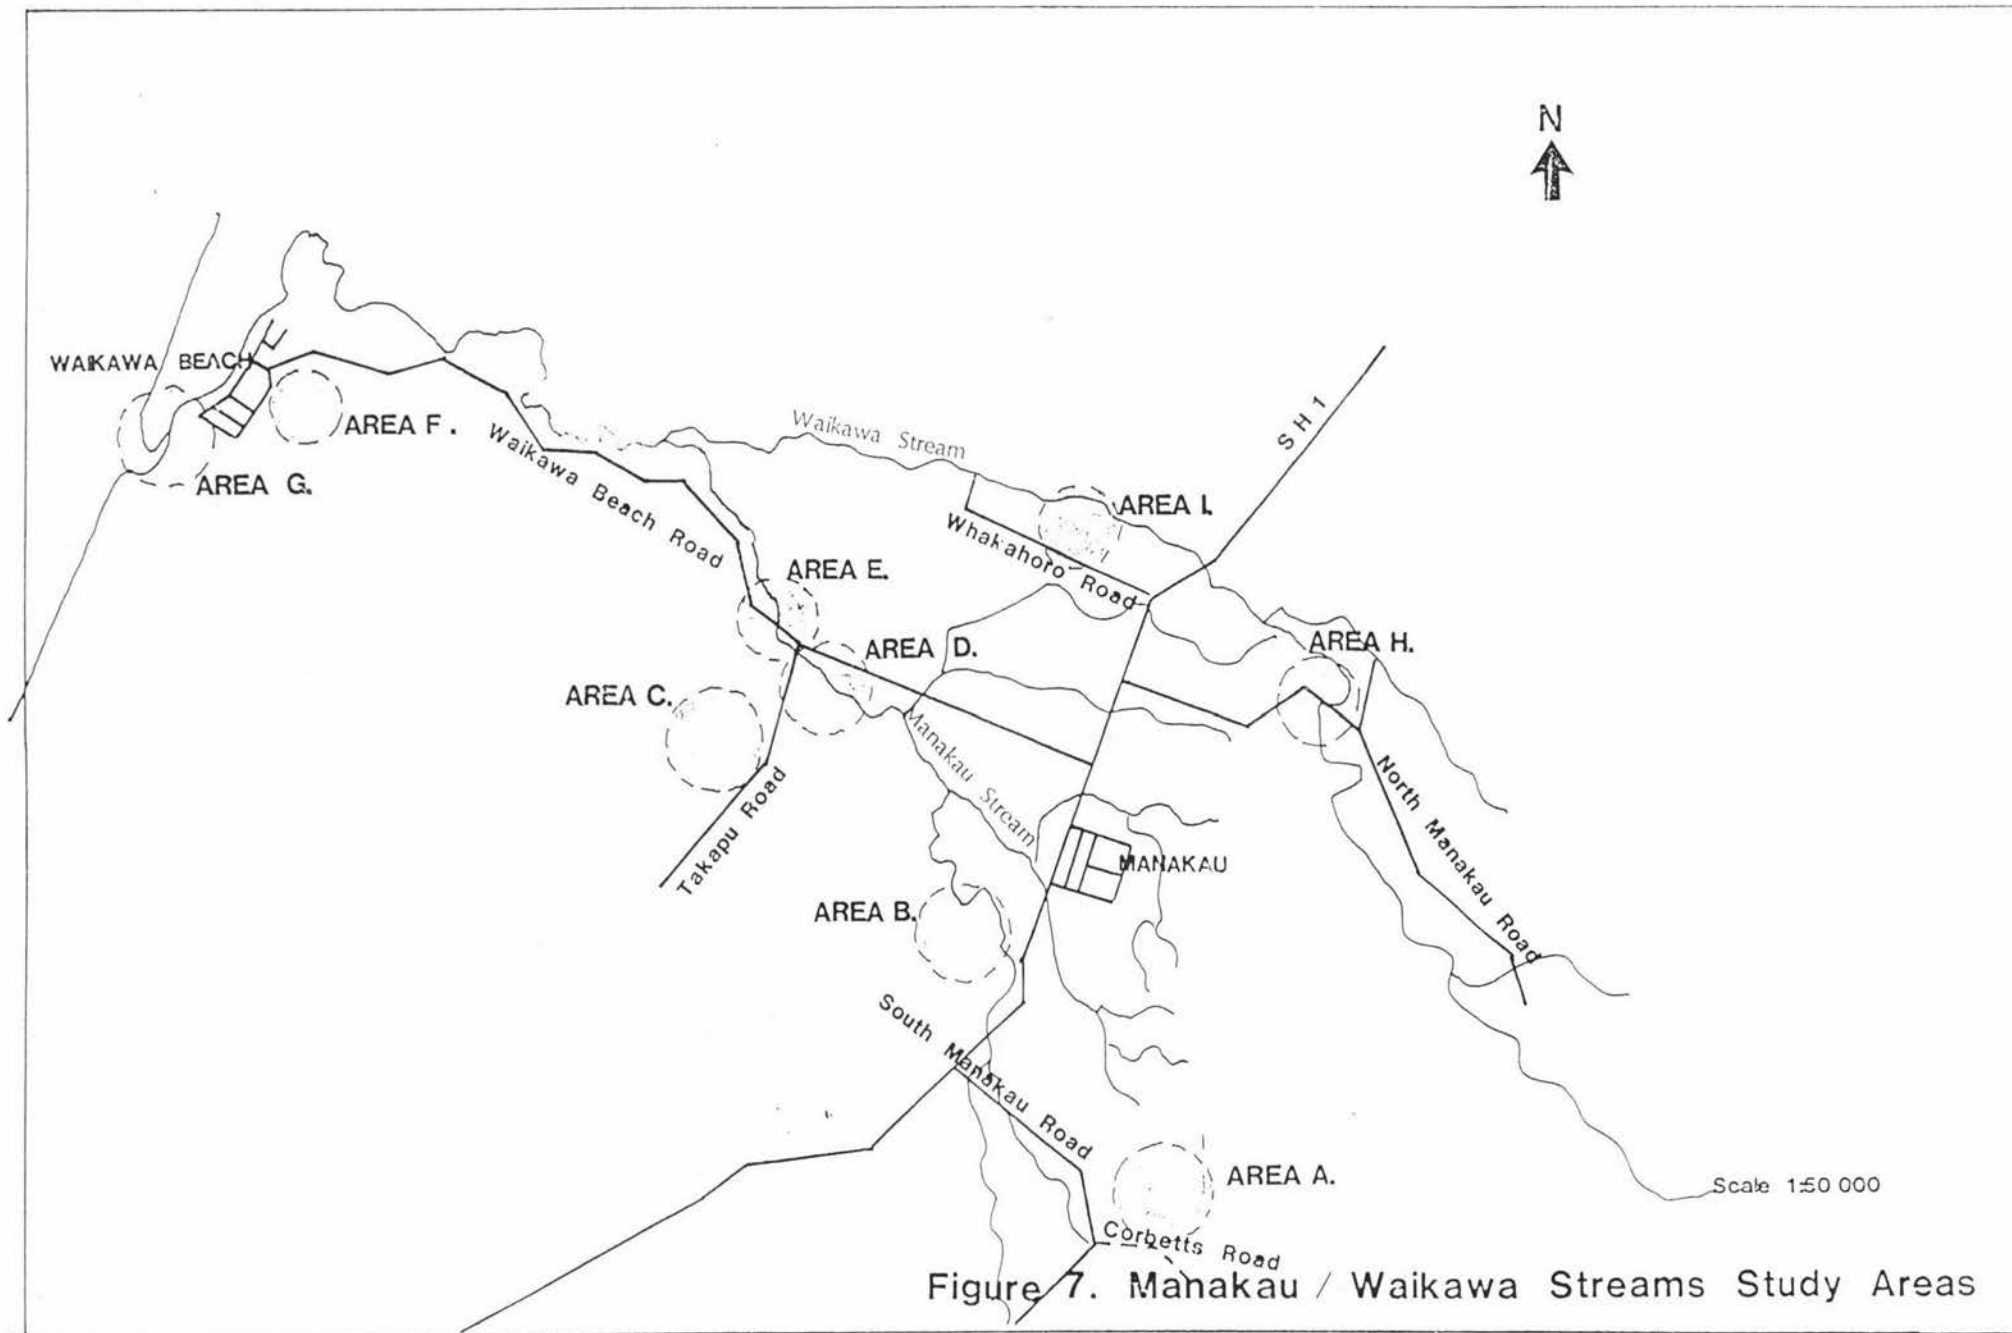 N
WAIKAWA BEACH
AREA F.
AREA G.
Waikawa Beach Road
Waikawa Stream
SH 1
AREA I.
Whakahoro Road
AREA E.
AREA D.
AREA H.
AREA C.
Manakau Stream
Takapu Road
North Manakau Road
MANAKAU
AREA B.
South Manakau Road
AREA A.
Scale 1:50 000
Corbetts Road
Figure 7. Manakau / Waikawa Streams Study Areas